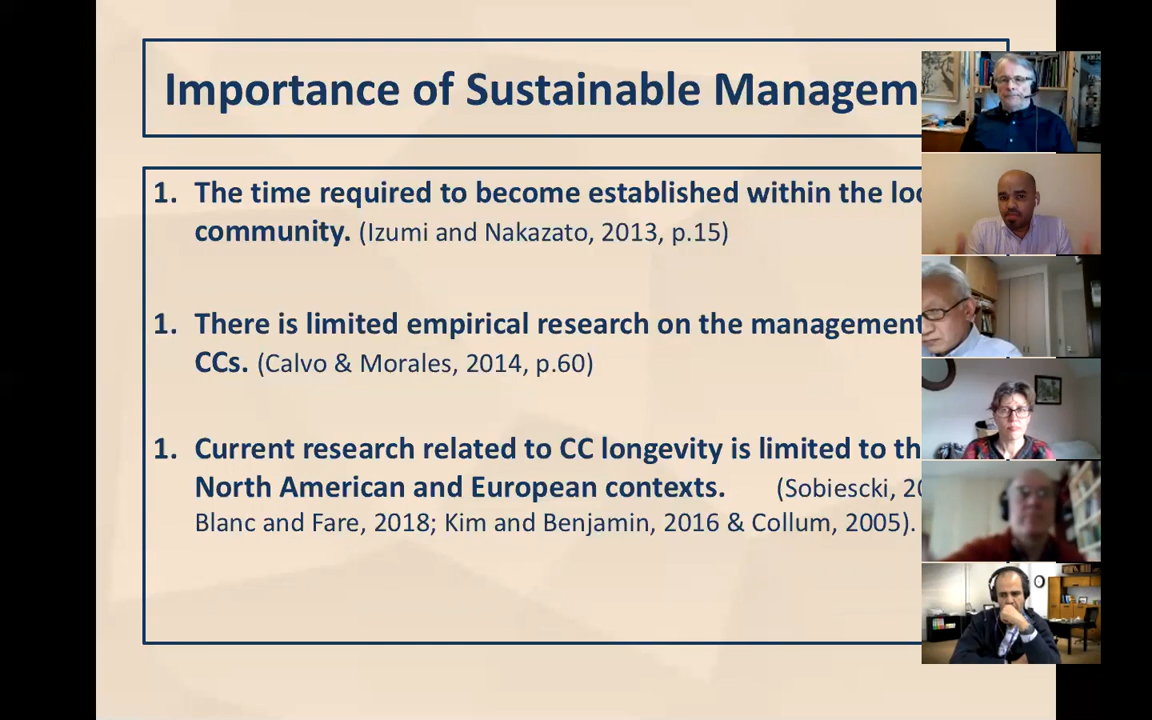 Importance of Sustainable Managem
1. The time required to become established within the loc
community. (Izumi and Nakazato, 2013, p.15)
1. There is limited empirical research on the management
CCs. (Calvo & Morales, 2014, p.60)
1. Current research related to CC longevity is limited to th
North American and European contexts. (Sobiescki, 20
Blanc and Fare, 2018; Kim and Benjamin, 2016 & Collum, 2005).